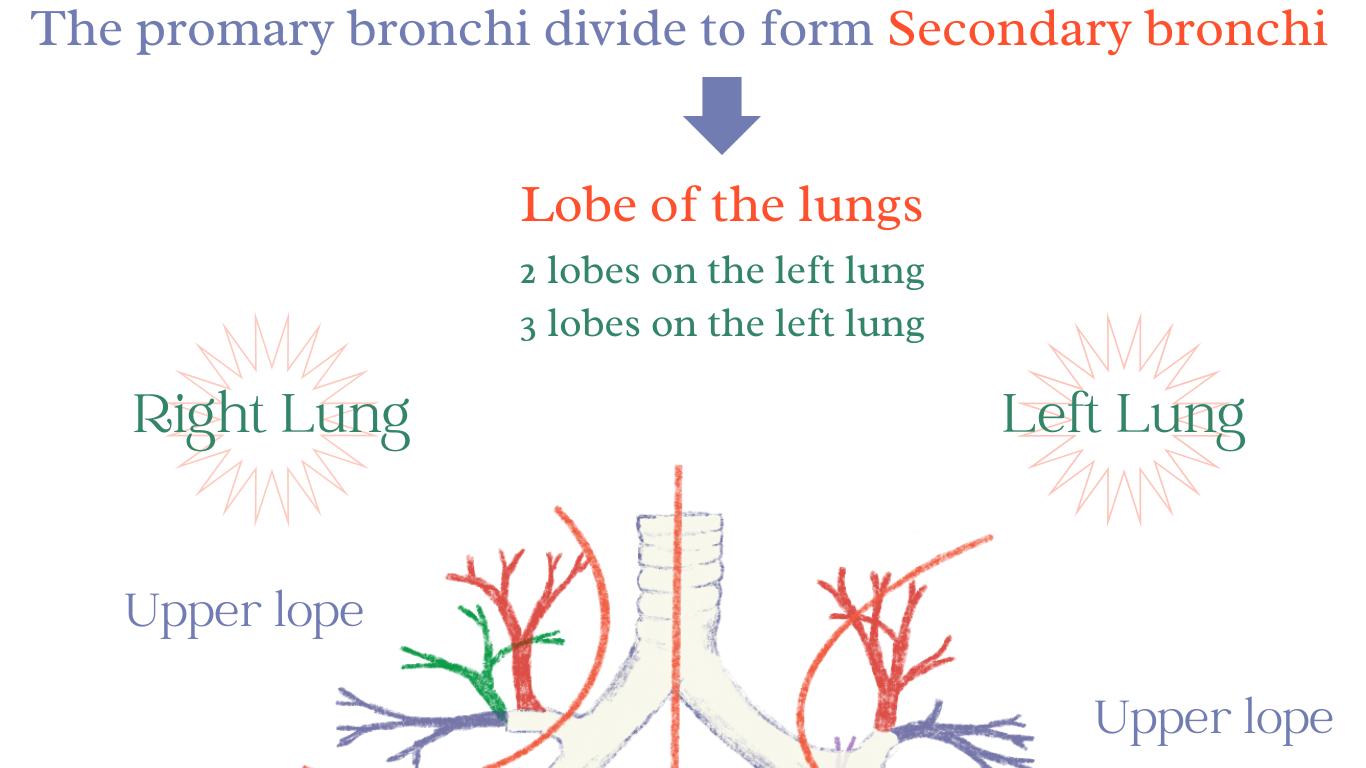 The promary bronchi divide to form Secondary bronchi
Lobe of the lungs
2 lobes on the left lung
3 lobes on the left lung
Right Lung
Left Lung
Upper lope
Upper lope